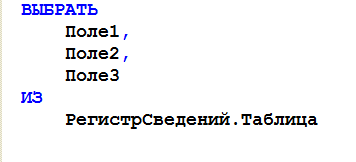 ВЫБРАТЬ
Поле1,
Поле2,
Поле3
ИЗ
РегистрСведений.Таблица